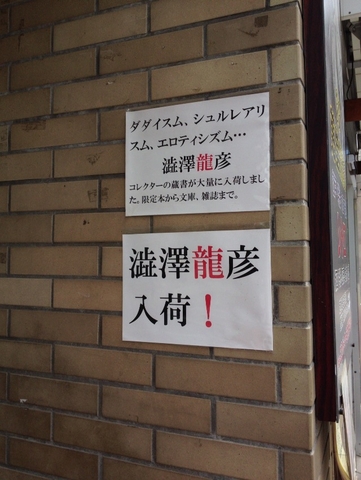 ダダイスム、シュルレアリ
スム、エロティシズム…
澁澤龍彦
コレクターの蔵書が大量に入荷しまし
た。限定本から文庫、雑誌まで。
澁澤龍彦
入荷！